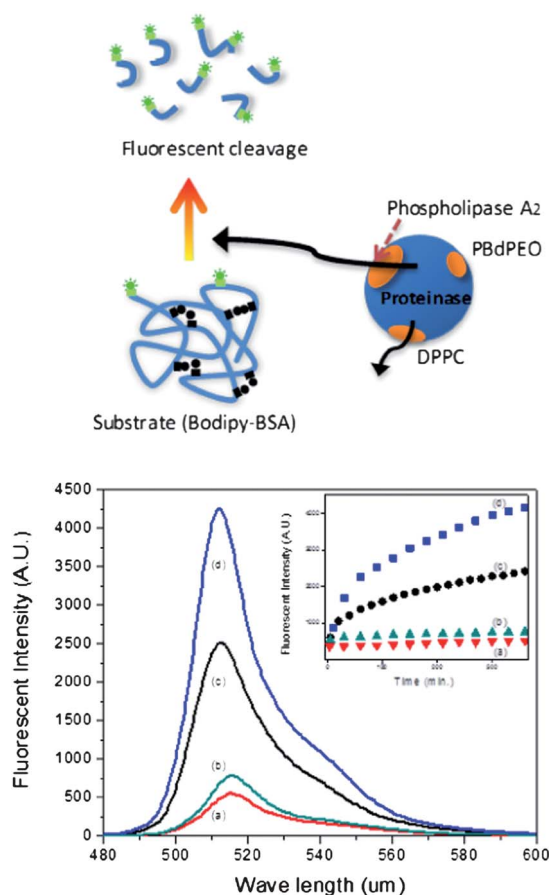 Fluorescent cleavage
Phospholipase A2
PBdPEO
Proteinase
DPPC
Substrate (Bodipy-BSA)
Fluorescent Intensity (A.U.)
4500
4000
3500
3000
2500
2000
1500
1000
500
0
(d)
(c)
(b)
(a)
480 500 520 540 560 580 600
Wave length (um)
Fluorescent Intensity (A.U.)
(c)
(b)
(a)
Time (min.)